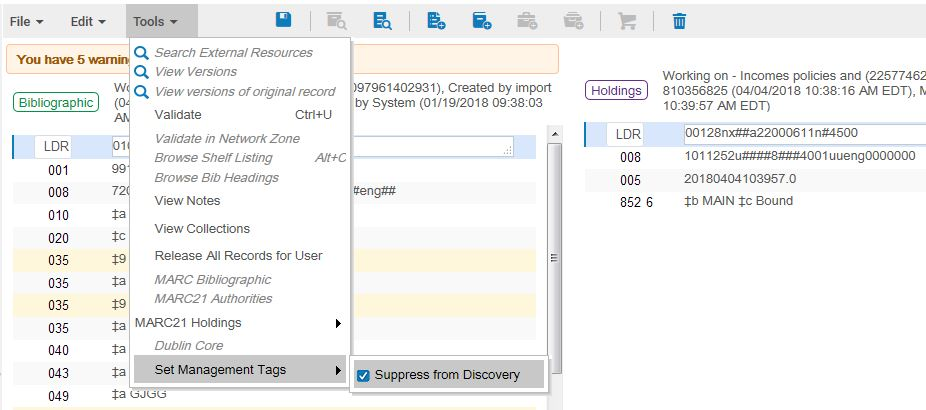 File Edit Tools
You have 5 warnin
Search External Resources
View Versions
View versions of original record
Validate Ctrl+U
Validate in Network Zone
Browse Shelf Listing Alt+C
Browse Bib Headings
View Notes
View Collections
Release All Records for User
MARC Bibliographic
MARC21 Authorities
MARC21 Holdings
Dublin Core
Set Management Tags
Suppress from Discovery
Bibliographic
Wo 097961402931), Created by import
(04 by System (01/19/2018 09:38:03
AM
LDR 010
001 991
008 720 #eng##
010 ‡a
020 ‡c
035 ‡9
035 ‡a
035 ‡9
035 ‡a
040 ‡a
043 ‡a
049 ‡a GJGG
Holdings
Working on - Incomes policies and (22577462
810356825 (04/04/2018 10:38:16 AM EDT), M
10:39:57 AM EDT)
LDR 00128nx##a22000611n#4500
008 1011252u####8###4001uueng0000000
005 20180404103957.0
852 6 ‡b MAIN ‡c Bound